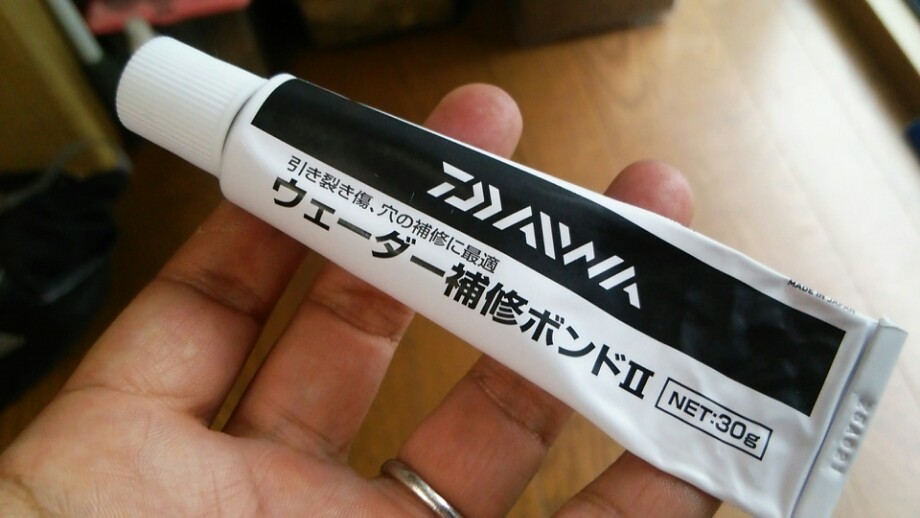 DAIWA
引き裂き傷、穴の補修に最適
ウェーダー補修ボンドII
NET:30g
MADE IN JAPAN